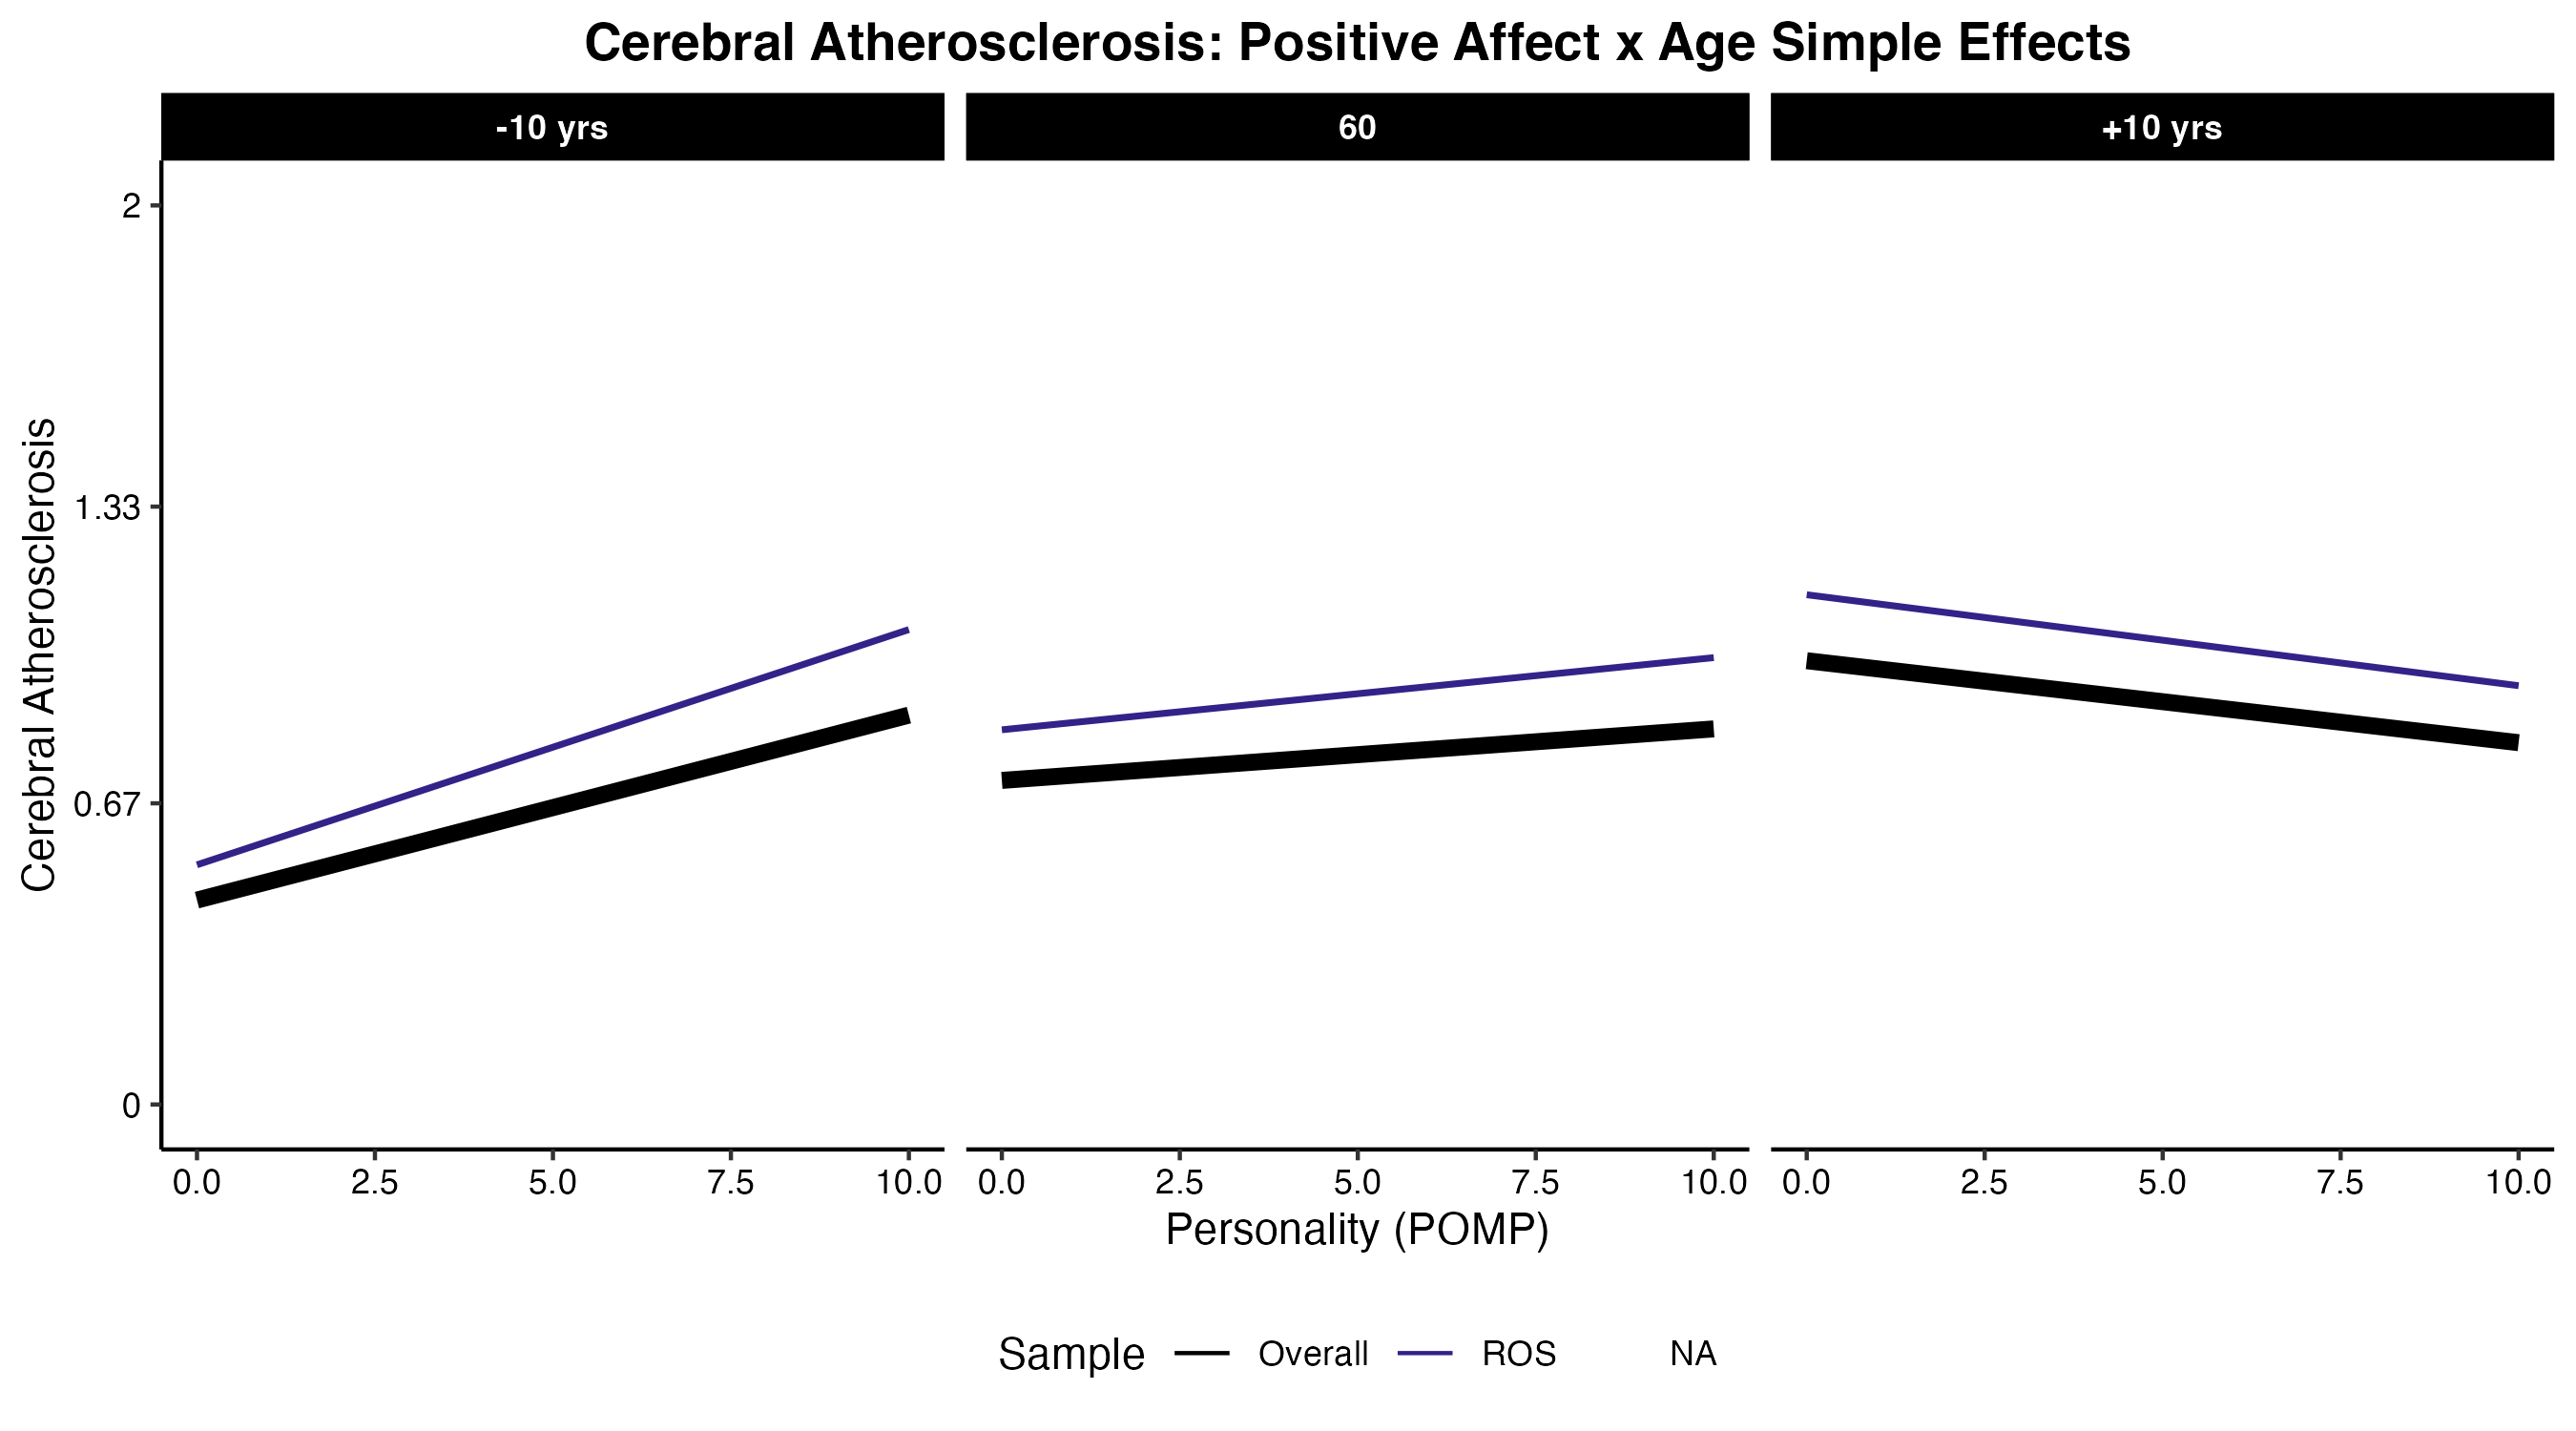 Cerebral Atherosclerosis: Positive Affect x Age Simple Effects
-10 yrs 60 +10 yrs
Cerebral Atherosclerosis
2
1.33
0.67
0
0.0 2.5 5.0 7.5 10.0 0.0 2.5 5.0 7.5 10.0 0.0 2.5 5.0 7.5 10.0
Personality (POMP)
Sample Overall ROS NA